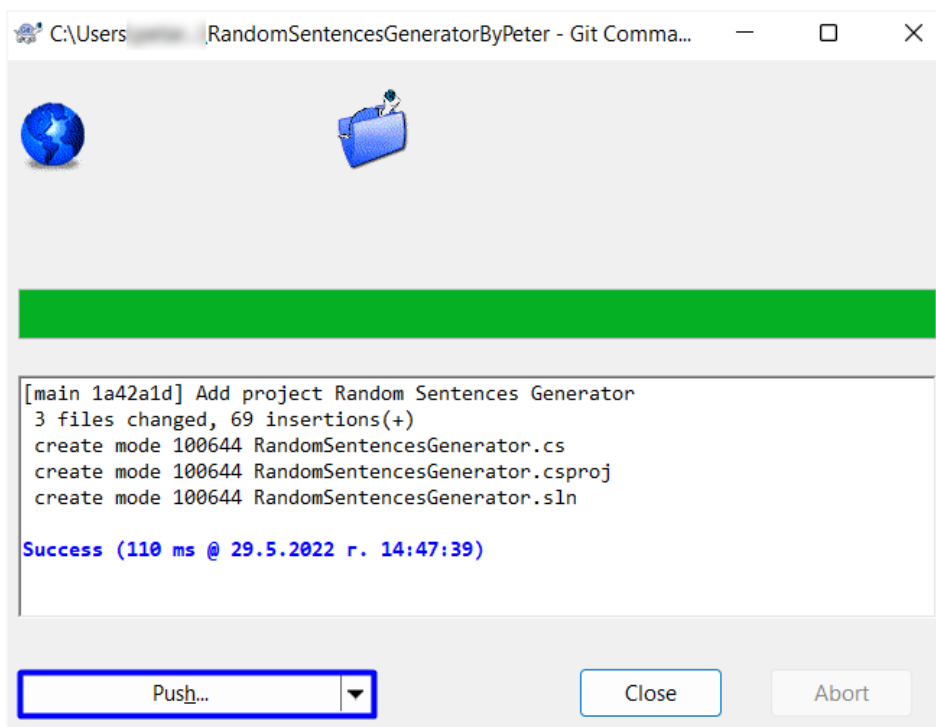 C:\Users \RandomSentencesGeneratorByPeter - Git Comma...
[main 1a42a1d] Add project Random Sentences Generator
3 files changed, 69 insertions(+)
create mode 100644 RandomSentencesGenerator.cs
create mode 100644 RandomSentencesGenerator.csproj
create mode 100644 RandomSentencesGenerator.sln
Success (110 ms @ 29.5.2022 г. 14:47:39)
Push...
Close
Abort